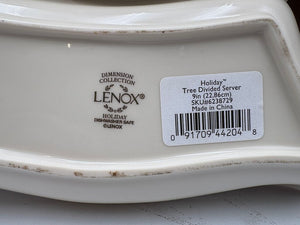 DIMENSION
COLLECTION
LENOX®
HOLIDAY
DISHWASHER SAFE
©LENOX
Holiday™
Tree Divided Server
9in (22.86cm)
SKU#6238729
Made in China
0 91709 44204 8